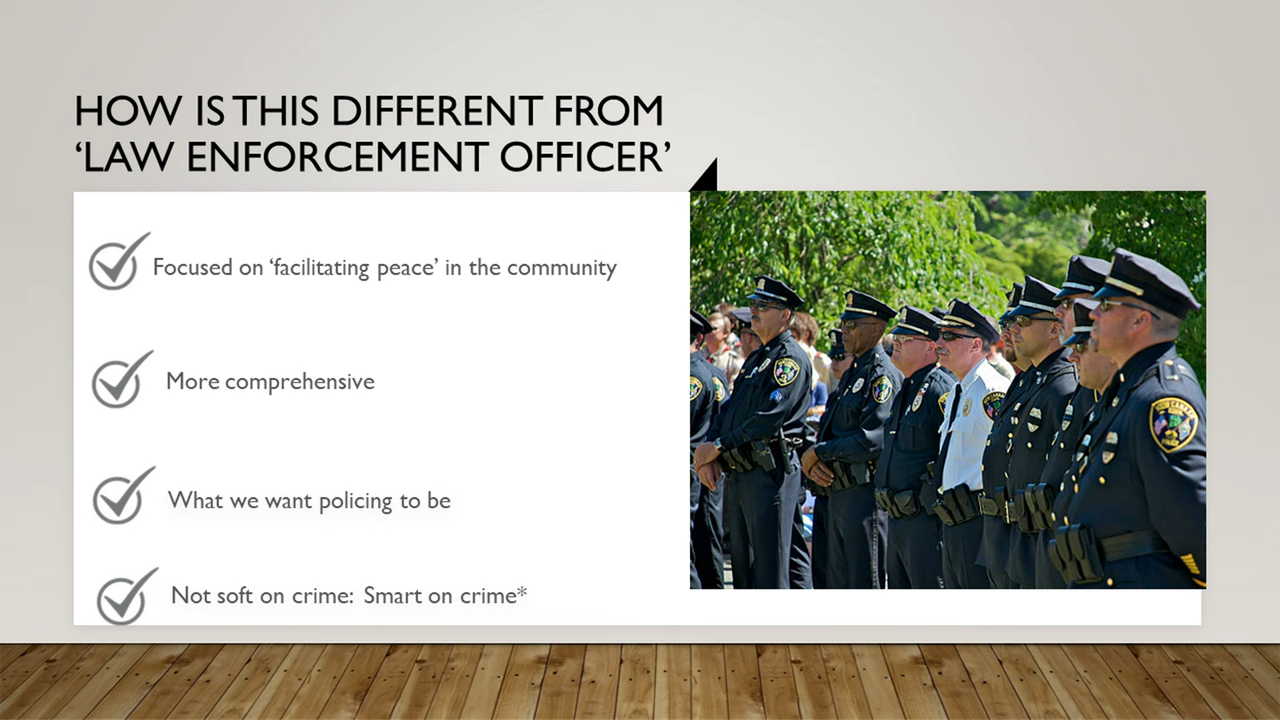 HOW IS THIS DIFFERENT FROM
‘LAW ENFORCEMENT OFFICER’
Focused on ‘facilitating peace’ in the community
More comprehensive
What we want policing to be
Not soft on crime: Smart on crime*